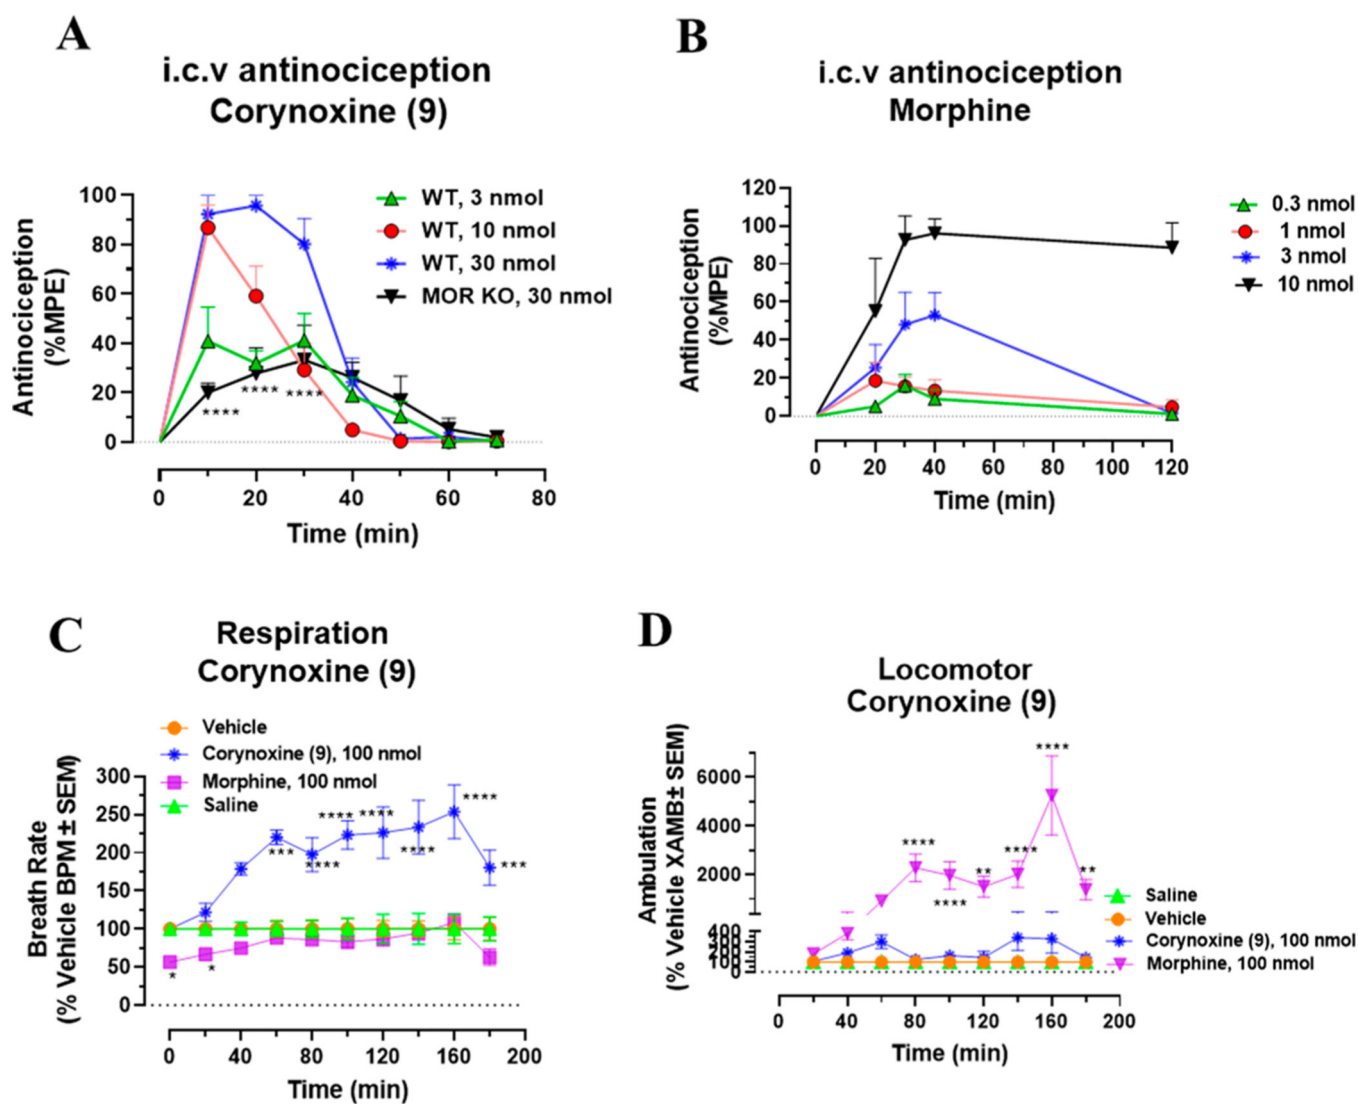 A
i.c.v antinociception
Corynoxine (9)
Antinociception
(%MPE)
100
80
60
40
20
0
WT, 3 nmol
WT, 10 nmol
WT, 30 nmol
MOR KO, 30 nmol
****
****
****
0 20 40 60 80
Time (min)
B
i.c.v antinociception
Morphine
Antinociception
(%MPE)
120
100
80
60
40
20
0
0.3 nmol
1 nmol
3 nmol
10 nmol
0 20 40 60 80 100 120
Time (min)
C
Respiration
Corynoxine (9)
Vehicle
Corynoxine (9), 100 nmol
Morphine, 100 nmol
Saline
Breath Rate
(% Vehicle BPM ± SEM)
300
250
200
150
100
50
0
*
*
***
****
****
****
****
****
***
0 40 80 120 160 200
Time (min)
D
Locomotor
Corynoxine (9)
Ambulation
(% Vehicle XAMB± SEM)
6000
4000
2000
400
300
200
100
0
****
****
**
****
****
**
Saline
Vehicle
Corynoxine (9), 100 nmol
Morphine, 100 nmol
0 40 80 120 160 200
Time (min)